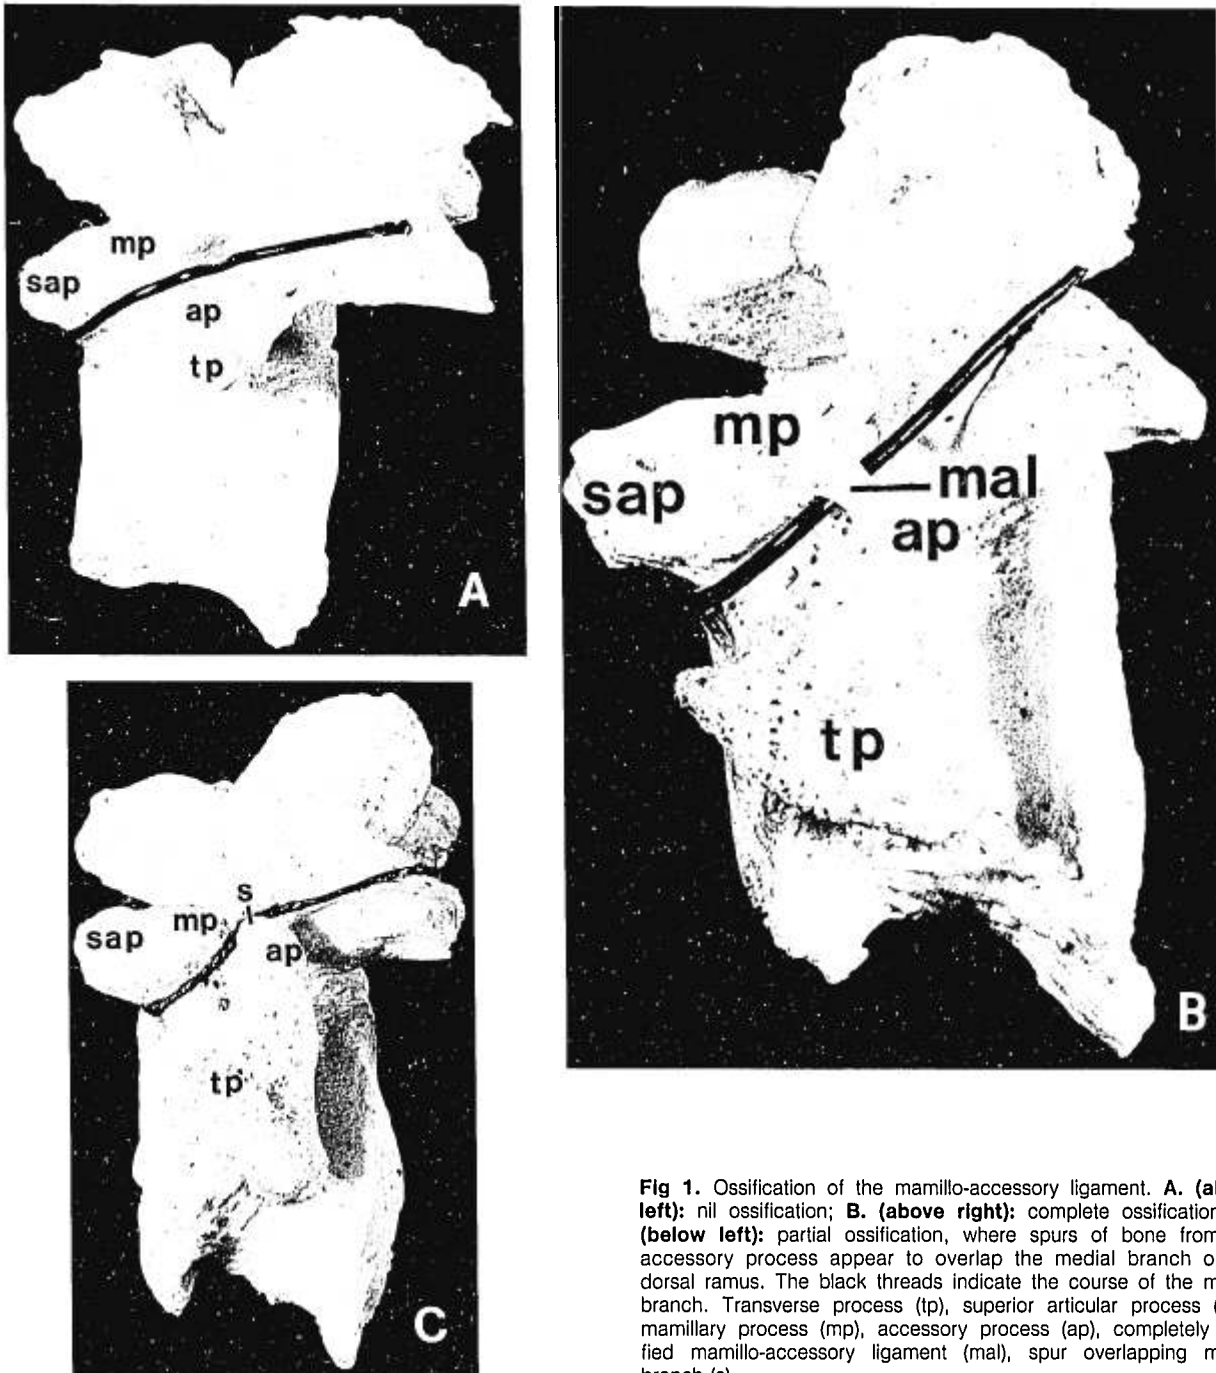 mp
sap
ap
tp
A
mp
sap
mal
ap
tp
B
s
mp
sap
ap
tp
C
Fig 1. Ossification of the mamillo-accessory ligament. A.
left): nil ossification; B. (above right): complete ossification
(below left): partial ossification, where spurs of bone from
accessory process appear to overlap the medial branch
dorsal ramus. The black threads indicate the course of the
branch. Transverse process (tp), superior articular process
mamillary process (mp), accessory process (ap), completely
fied mamillo-accessory ligament (mal), spur overlapping